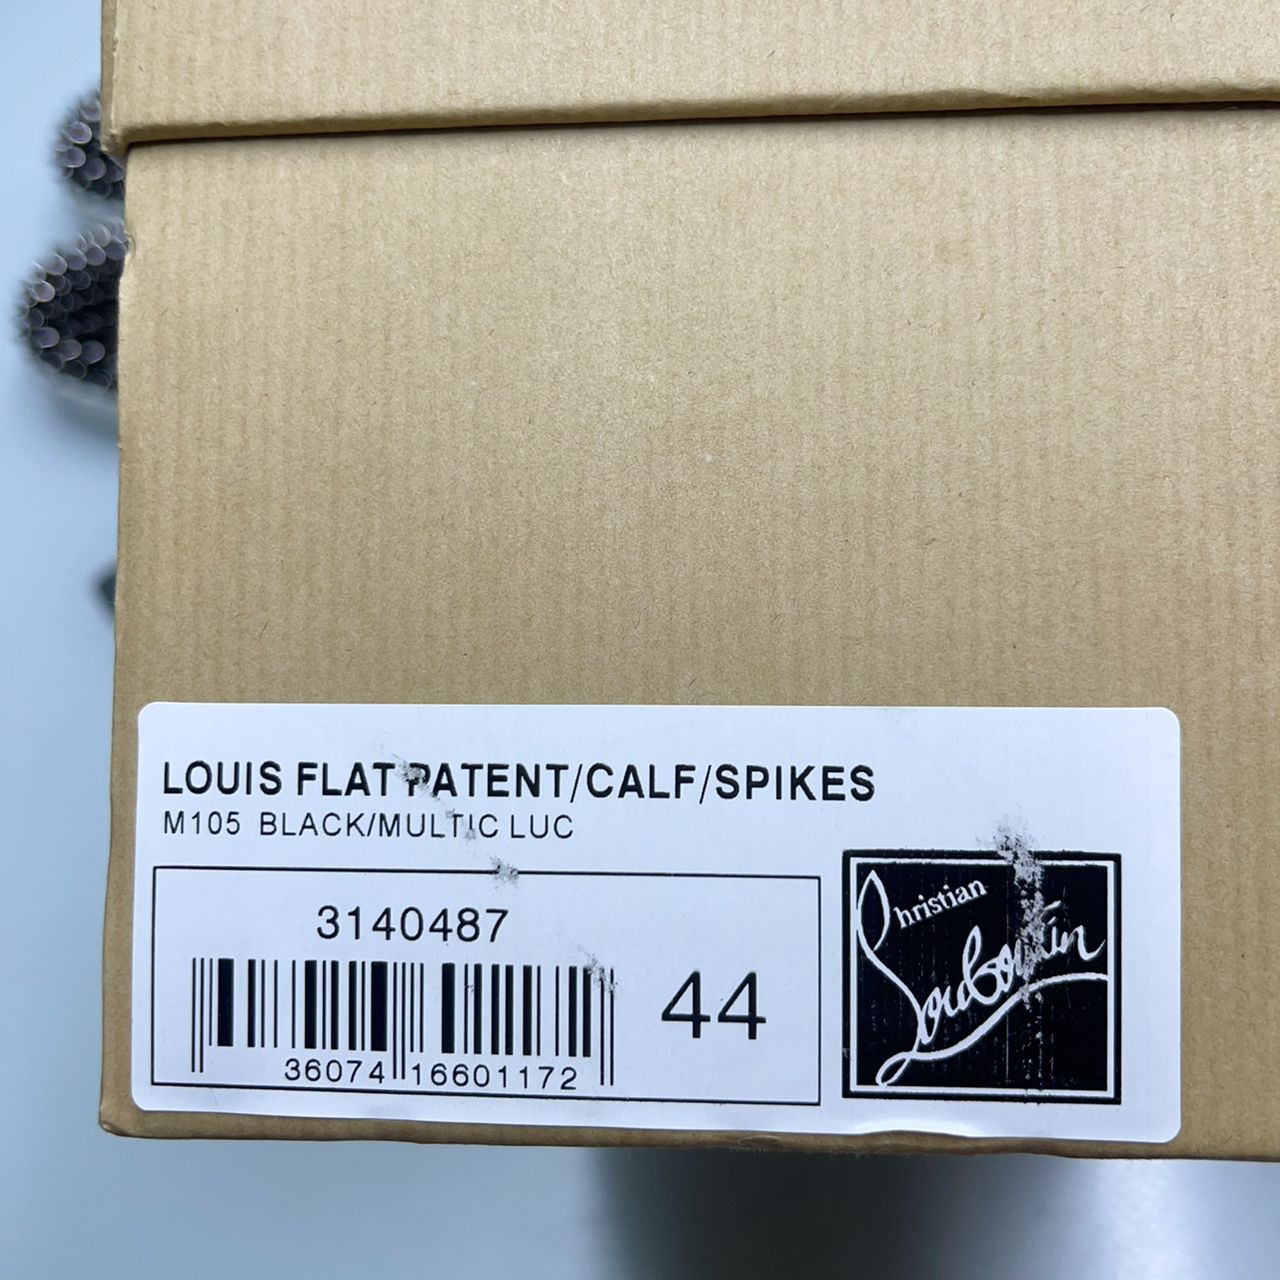 LOUIS FLAT PATENT/CALF/SPIKES
M105 BLACK/MULTIC LUC
3140487
44
36074 16601172
Christian
Louboutin